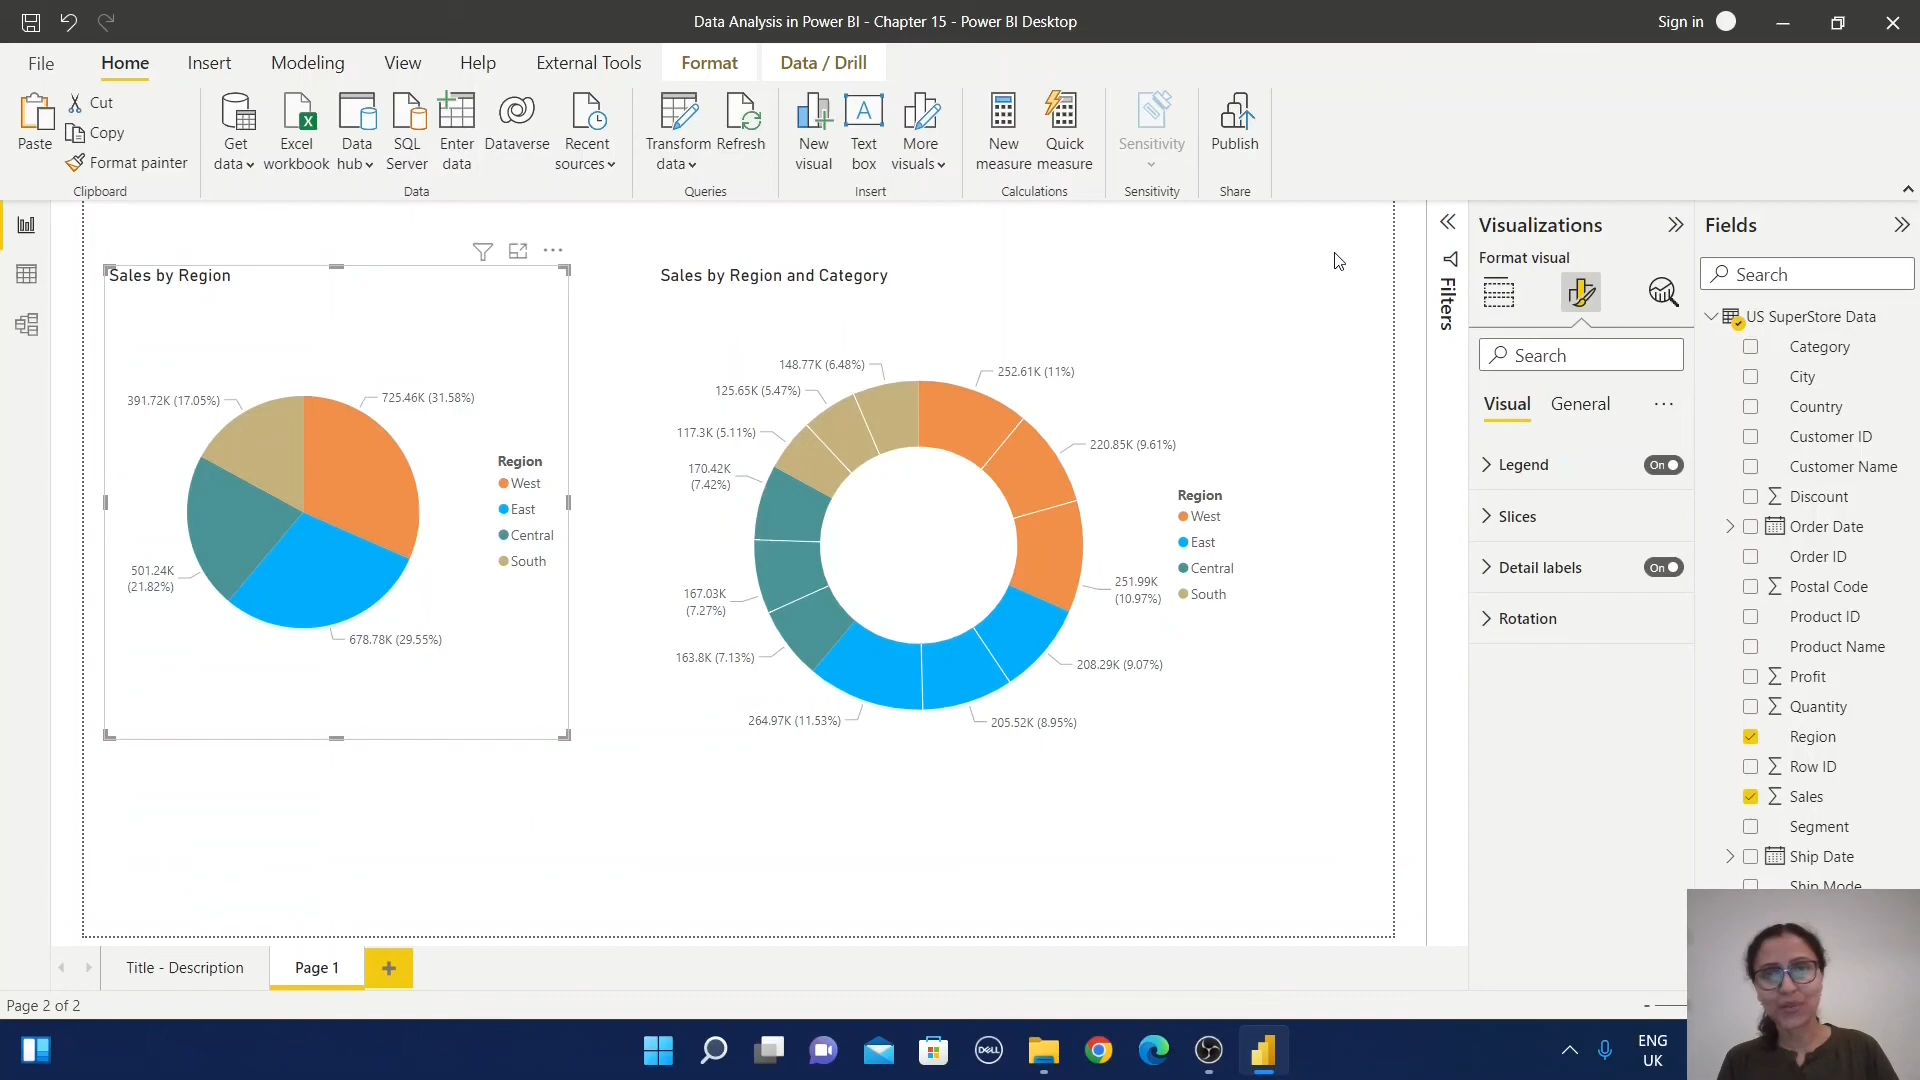 Data Analysis in Power BI - Chapter 15 - Power BI Desktop
Sign in
File
Home
Insert
Modeling
View
Help
External Tools
Format
Data / Drill
Paste
Cut
Copy
Format painter
Clipboard
Get
data
Excel
workbook
Data
hub
SQL
Server
Enter
data
Dataverse
Recent
sources
Data
Transform
data
Refresh
Queries
New
visual
Text
box
More
visuals
Insert
New
measure
Quick
measure
Calculations
Sensitivity
Sensitivity
Publish
Share
Sales by Region
391.72K (17.05%)
725.46K (31.58%)
501.24K
(21.82%)
678.78K (29.55%)
Region
West
East
Central
South
Sales by Region and Category
148.77K (6.48%)
252.61K (11%)
125.65K (5.47%)
117.3K (5.11%)
220.85K (9.61%)
170.42K
(7.42%)
251.99K
(10.97%)
167.03K
(7.27%)
163.8K (7.13%)
208.29K (9.07%)
264.97K (11.53%)
205.52K (8.95%)
Region
West
East
Central
South
Filters
Visualizations
Format visual
Search
Visual
General
Legend
On
Slices
Detail labels
On
Rotation
Fields
Search
US SuperStore Data
Category
City
Country
Customer ID
Customer Name
Discount
Order Date
Order ID
Postal Code
Product ID
Product Name
Profit
Quantity
Region
Row ID
Sales
Segment
Ship Date
Ship Mode
Title - Description
Page 1
Page 2 of 2
DELL
ENG
UK